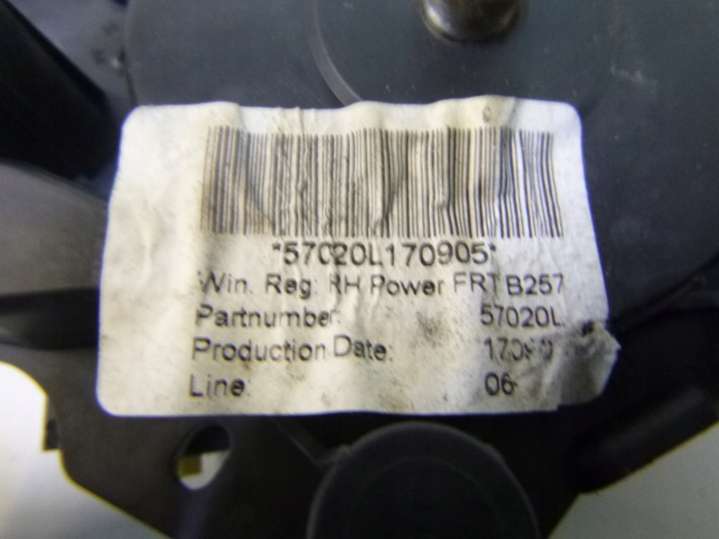 *57020L170905*
Win. Reg: RH Power FRT B257
Partnumber: 57020L
Production Date:
Line: 06